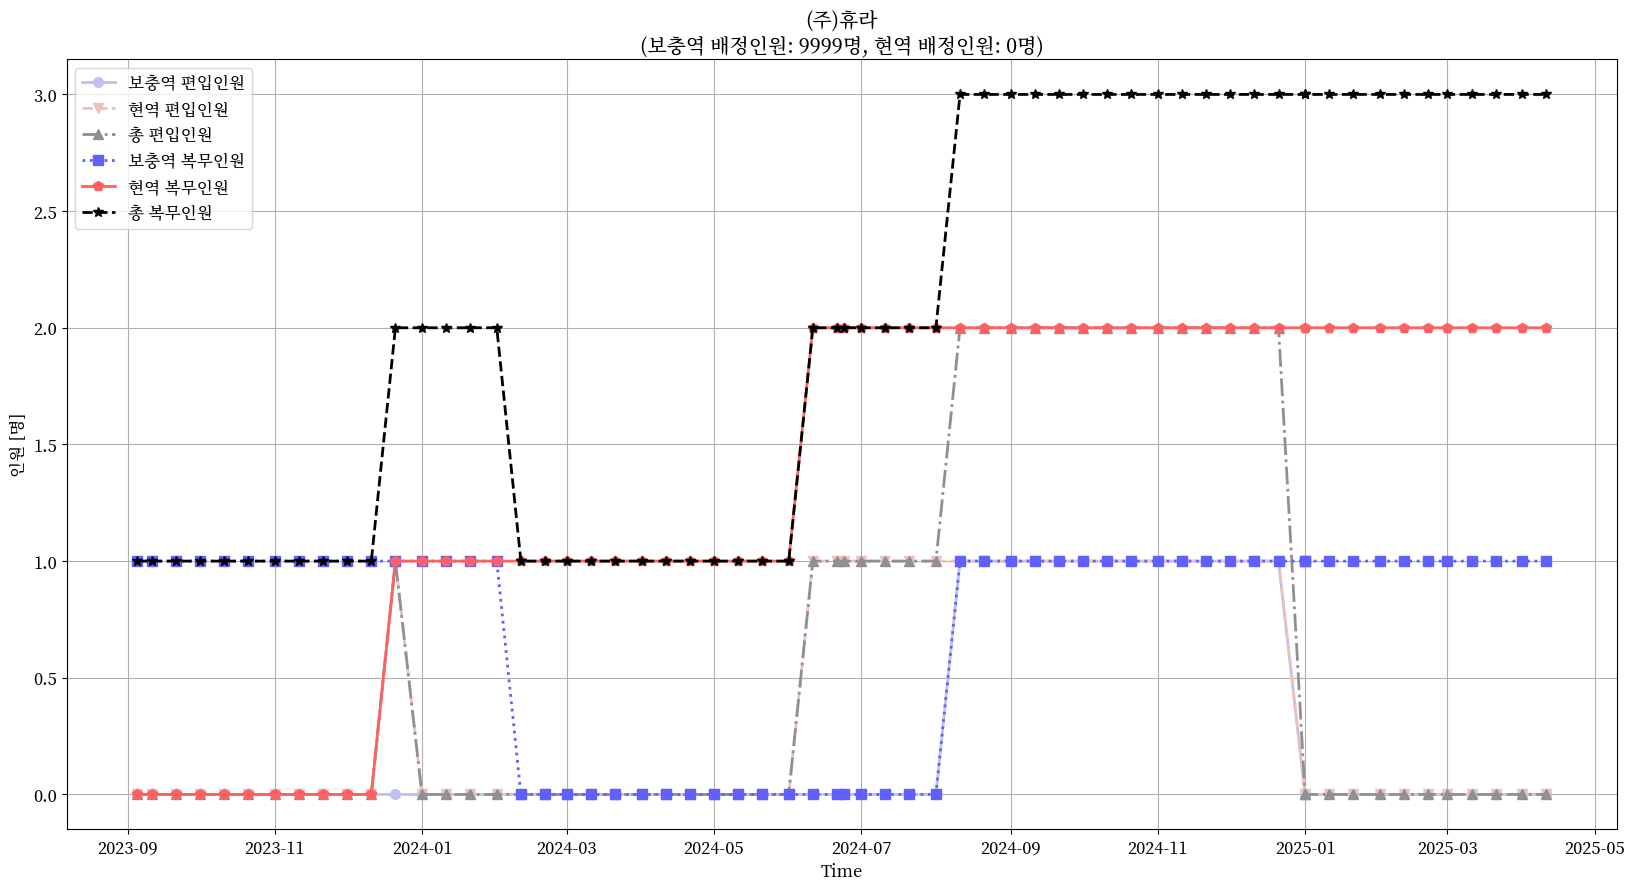 (주)휴라
(보충역 배정인원: 9999명, 현역 배정인원: 0명)
보충역 편입인원
현역 편입인원
총 편입인원
보충역 복무인원
현역 복무인원
총 복무인원
3.0
2.5
2.0
1.5
1.0
0.5
0.0
인원 [명]
2023-09
2023-11
2024-01
2024-03
2024-05
2024-07
2024-09
2024-11
2025-01
2025-03
2025-05
Time